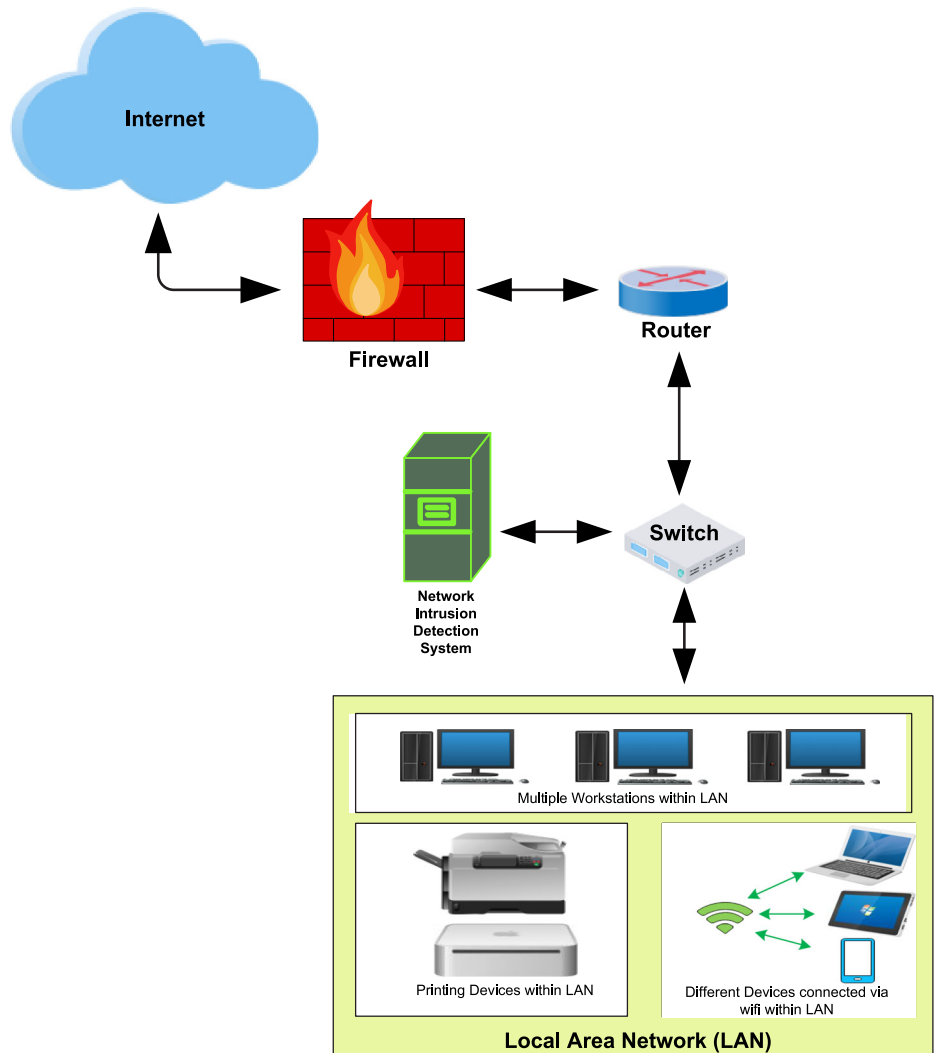 Internet
Firewall
Router
Switch
Network
Intrusion
Detection
System
Multiple Workstations within LAN
Printing Devices within LAN
Different Devices connected via
wifi within LAN
Local Area Network (LAN)